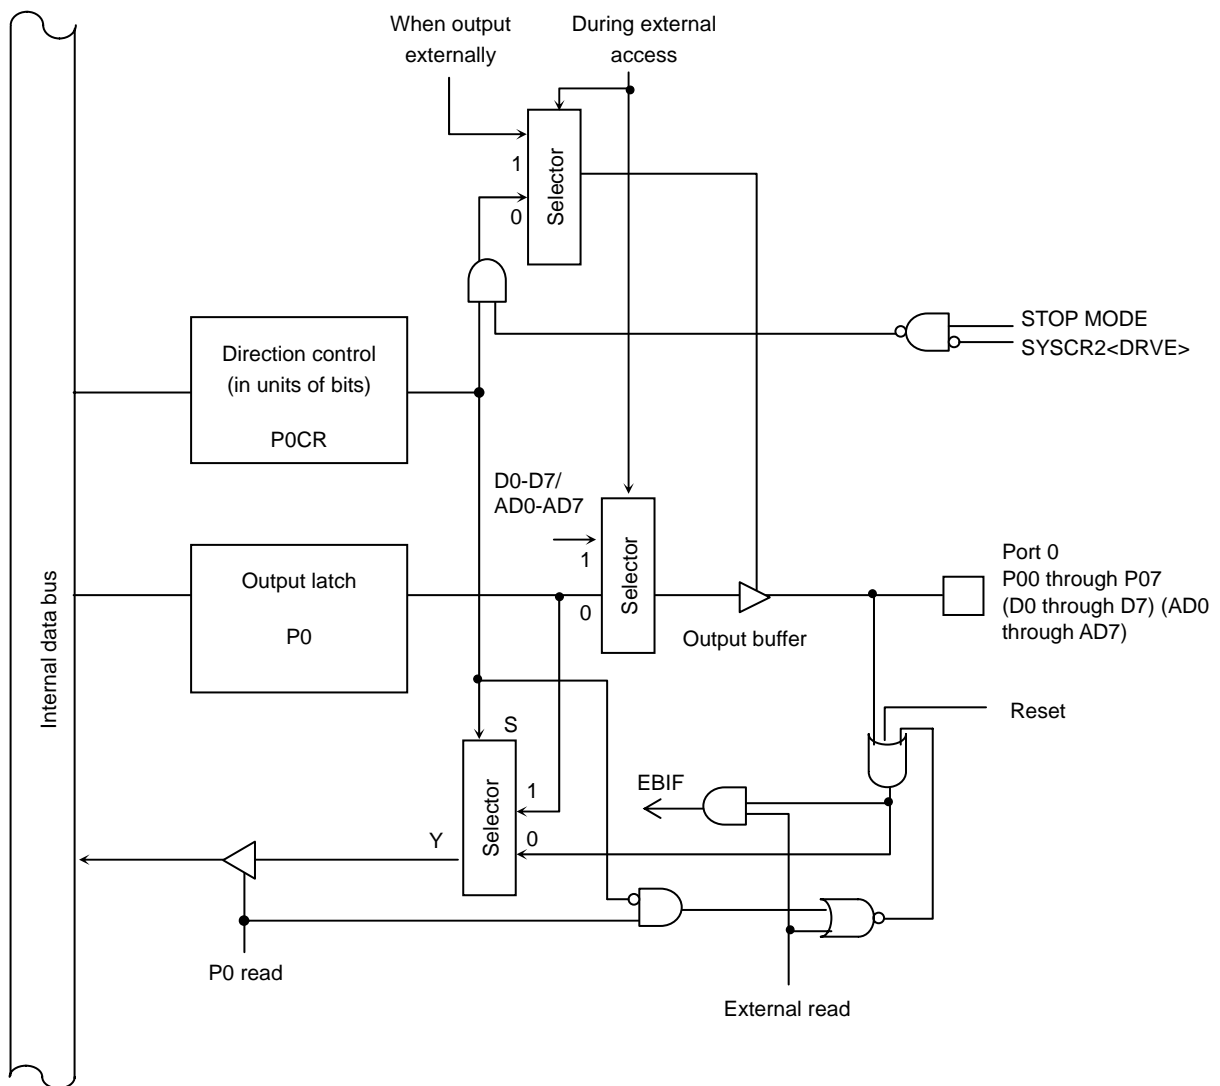 When output
externally
During external
access
1
0
Selector
STOP MODE
SYSCR2<DRVE>
Direction control
(in units of bits)
P0CR
D0-D7/
AD0-AD7
1
0
Selector
Output latch
P0
Output buffer
Port 0
P00 through P07
(D0 through D7) (AD0
through AD7)
Internal data bus
Reset
S
Selector
1
0
Y
EBIF
P0 read
External read